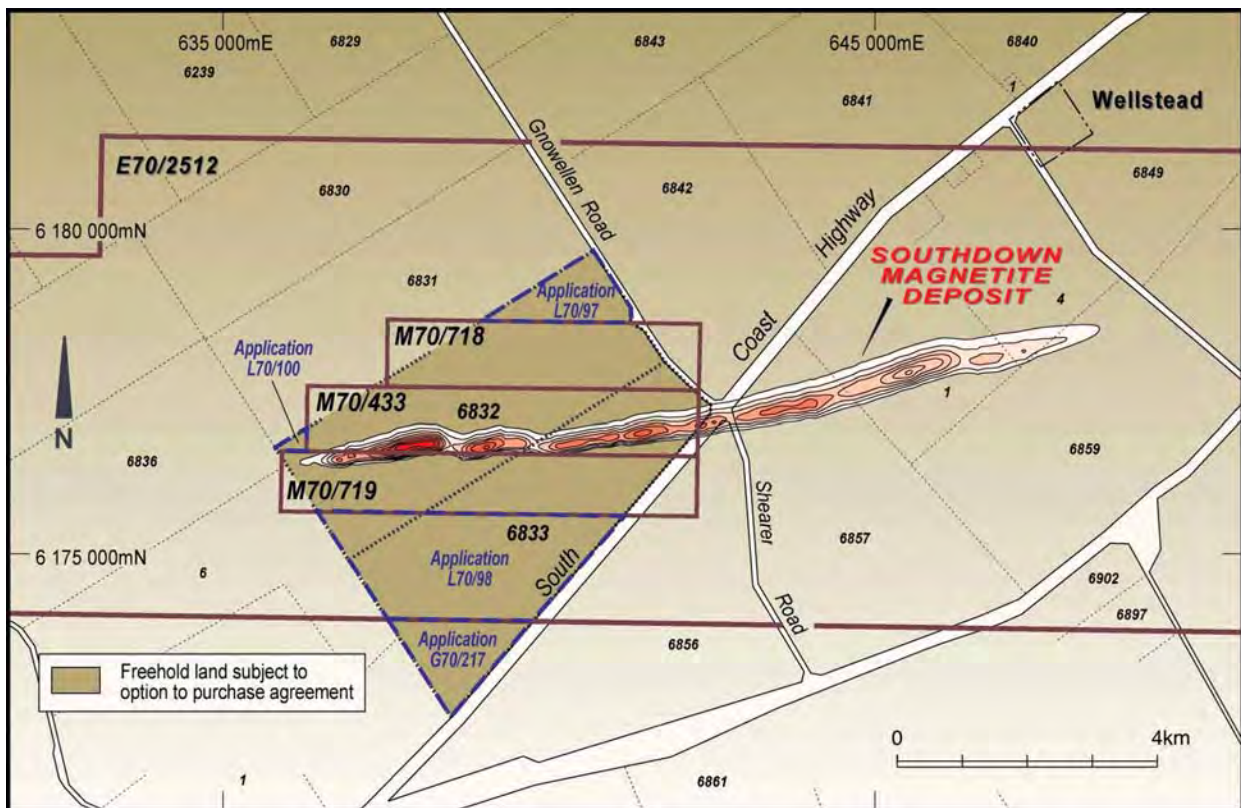 635 000mE
6829
6843
645 000mE
6840
6239
6841
1
Wellstead
Gnowellen Road
E70/2512
6830
6842
6849
6 180 000mN
Coast Highway
SOUTHDOWN
MAGNETITE
DEPOSIT
6831
Application
L70/97
4
M70/718
Application
L70/100
M70/433
6832
1
6836
M70/719
6859
Shearer Road
6833
6857
6 175 000mN
Application
L70/98
South
6
6902
6897
Application
G70/217
6856
N
Freehold land subject to
option to purchase agreement
0
4km
1
6861